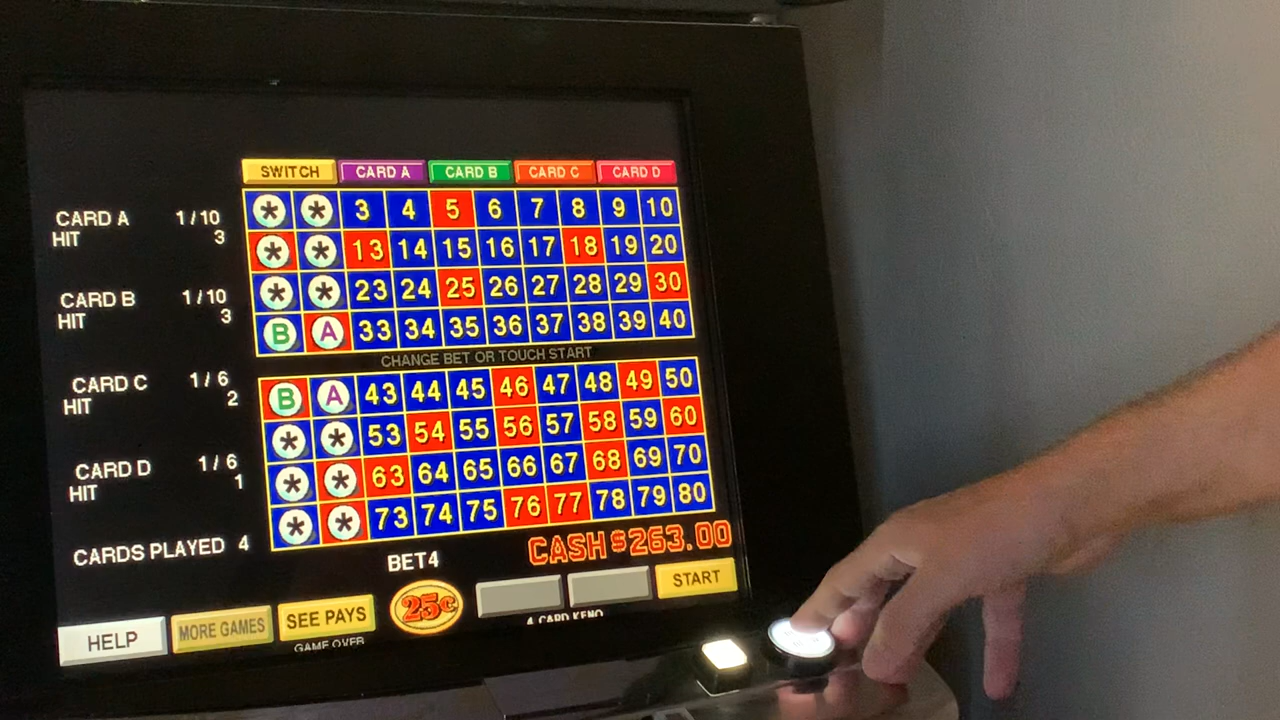 SWITCH CARD A CARD B CARD C CARD D
CARD A 1/10
HIT 3
CARD B 1/10
HIT 3
CARD C 1/6
HIT 2
CARD D 1/6
HIT 1
CARDS PLAYED 4
* * 3 4 5 6 7 8 9 10
* * 13 14 15 16 17 18 19 20
* * 23 24 25 26 27 28 29 30
B A 33 34 35 36 37 38 39 40
CHANGE BET OR TOUCH START
B A 43 44 45 46 47 48 49 50
* * 53 54 55 56 57 58 59 60
* * 63 64 65 66 67 68 69 70
* * 73 74 75 76 77 78 79 80
BET4 CASH $263.00
HELP MORE GAMES SEE PAYS 25¢ START
GAME OVER 4 CARD KENO